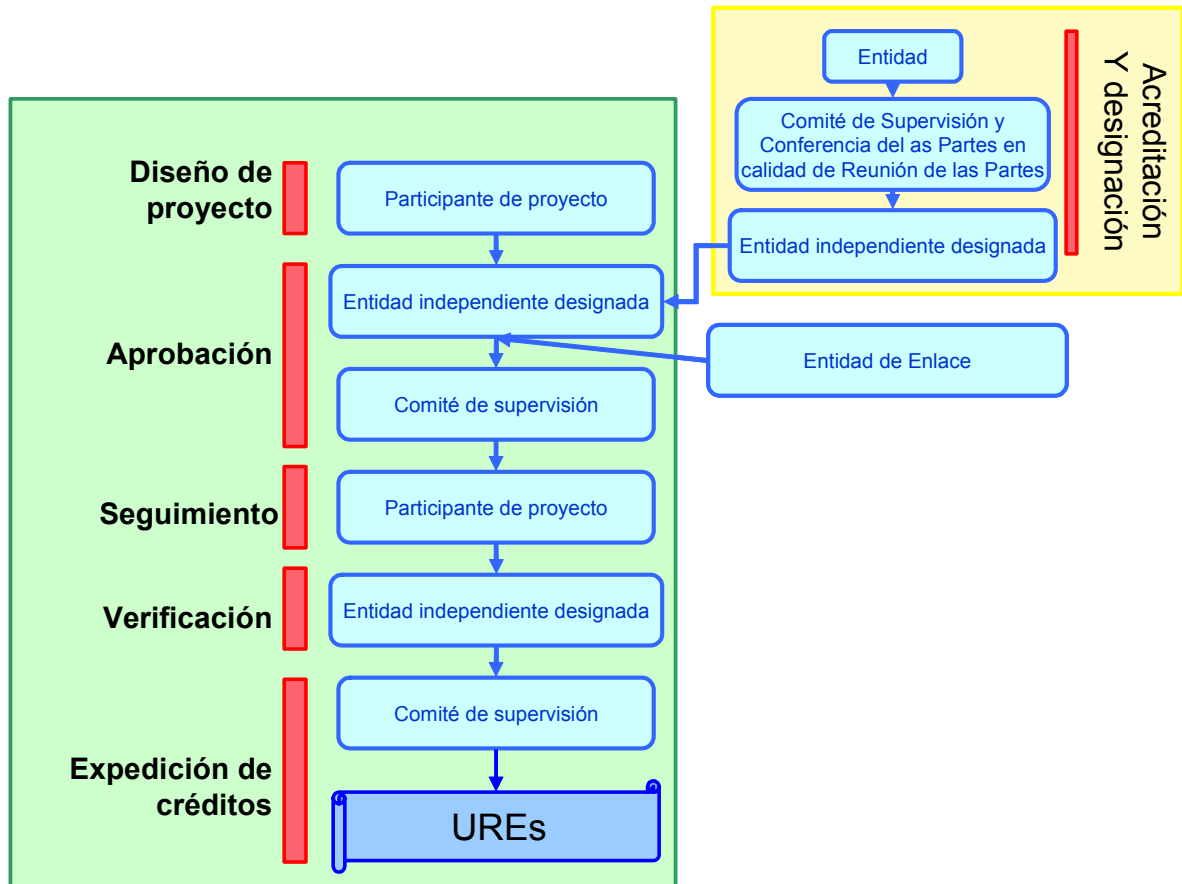 Entidad
Comité de Supervisión y
Conferencia del as Partes en
calidad de Reunión de las Partes
Entidad independiente designada
Acreditación
Y designación
Diseño de
proyecto
Participante de proyecto
Aprobación
Entidad independiente designada
Entidad de Enlace
Comité de supervisión
Seguimiento
Participante de proyecto
Verificación
Entidad independiente designada
Expedición de
créditos
Comité de supervisión
UREs